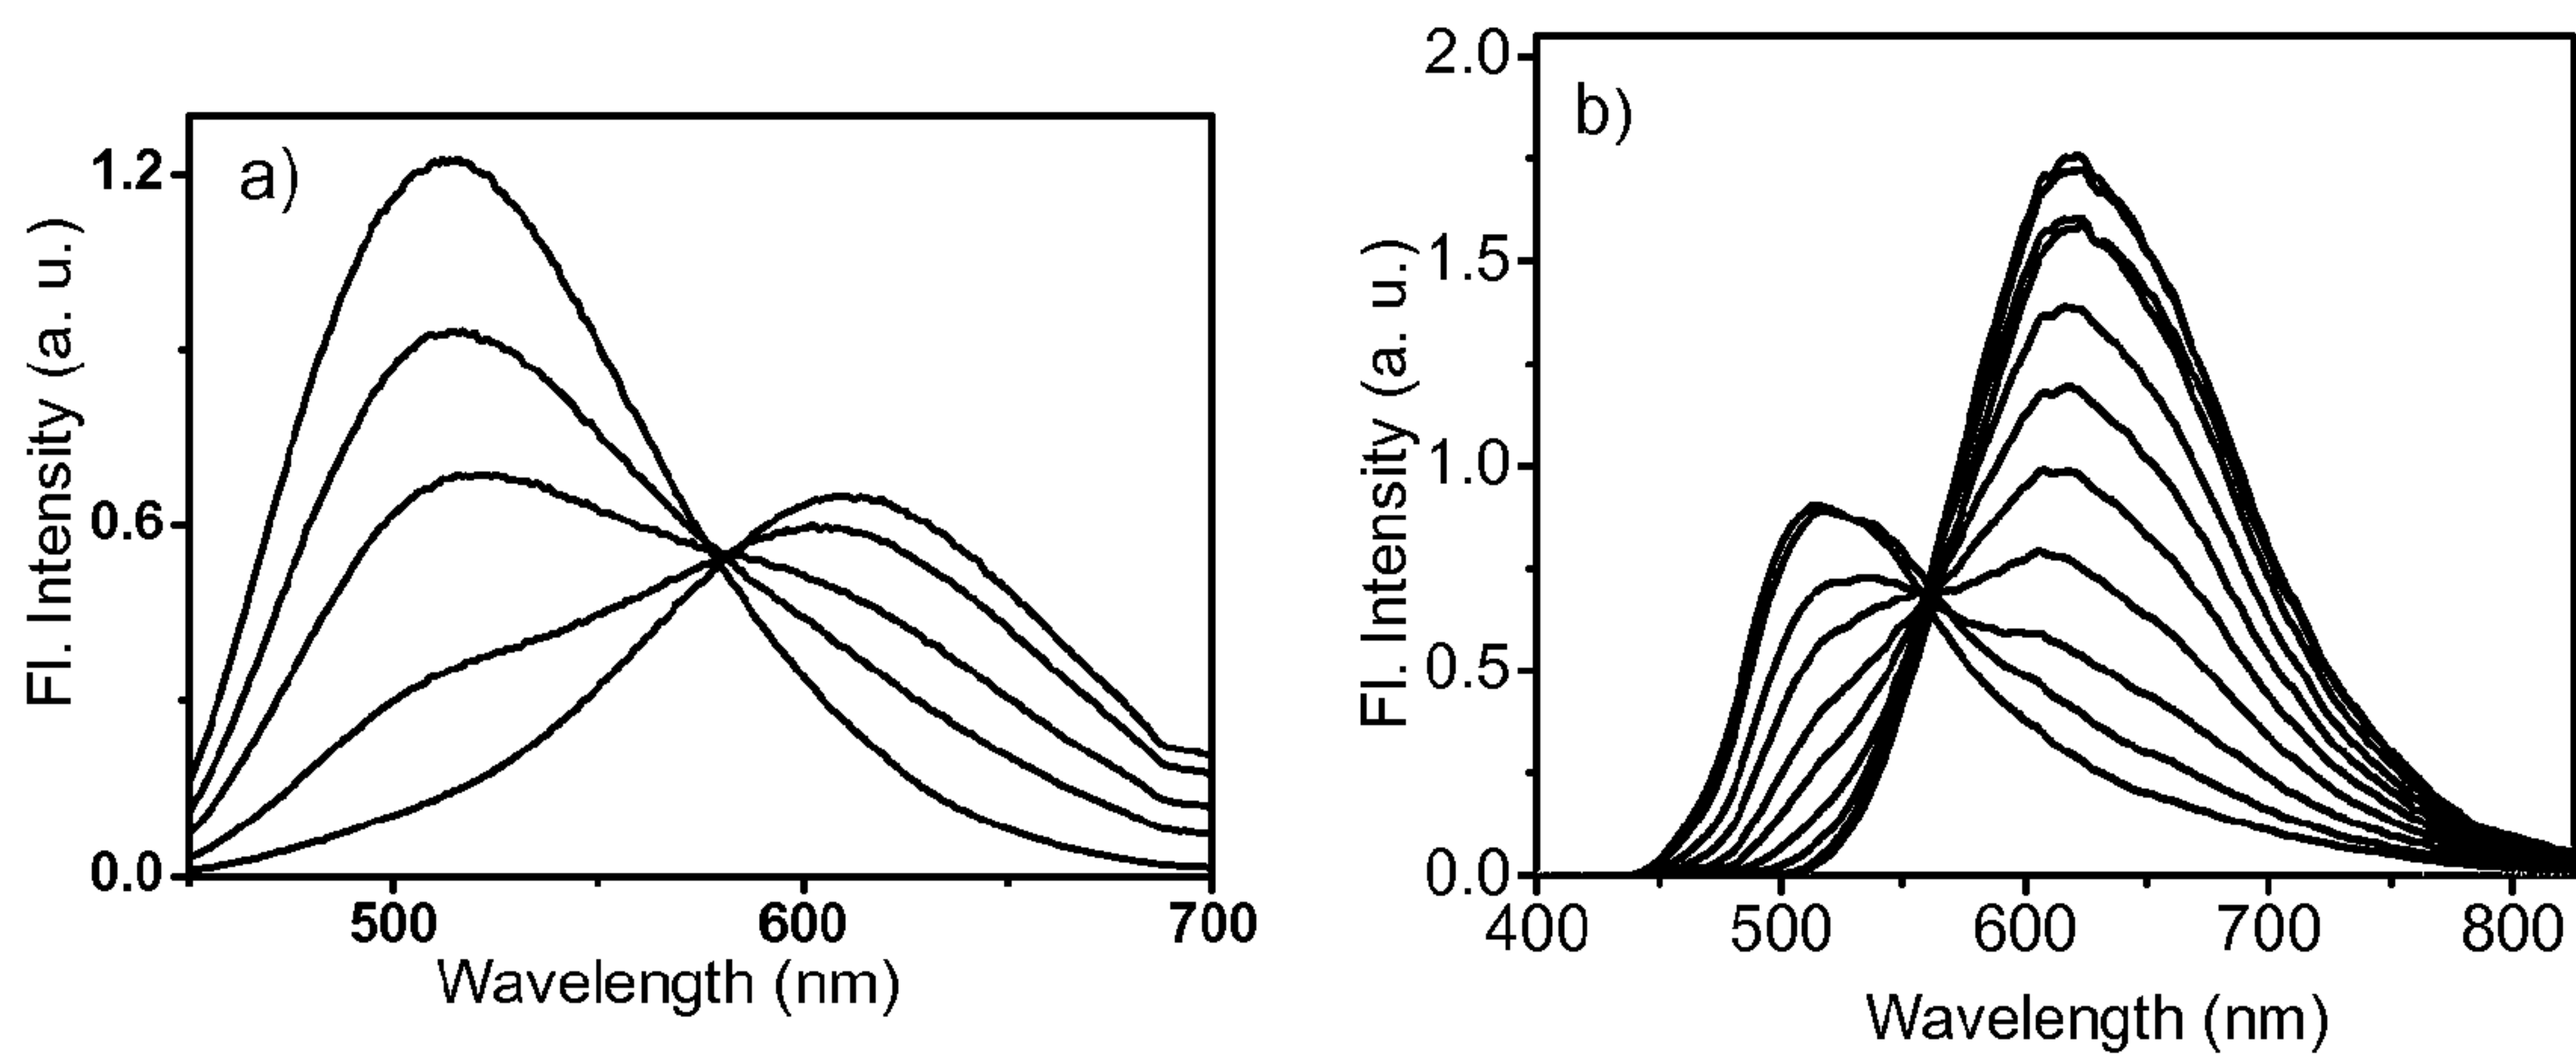 a)
Fl. Intensity (a. u.)
1.2
0.6
0.0
500 600 700
Wavelength (nm)
b)
Fl. Intensity (a. u.)
2.0
1.5
1.0
0.5
0.0
400 500 600 700 800
Wavelength (nm)